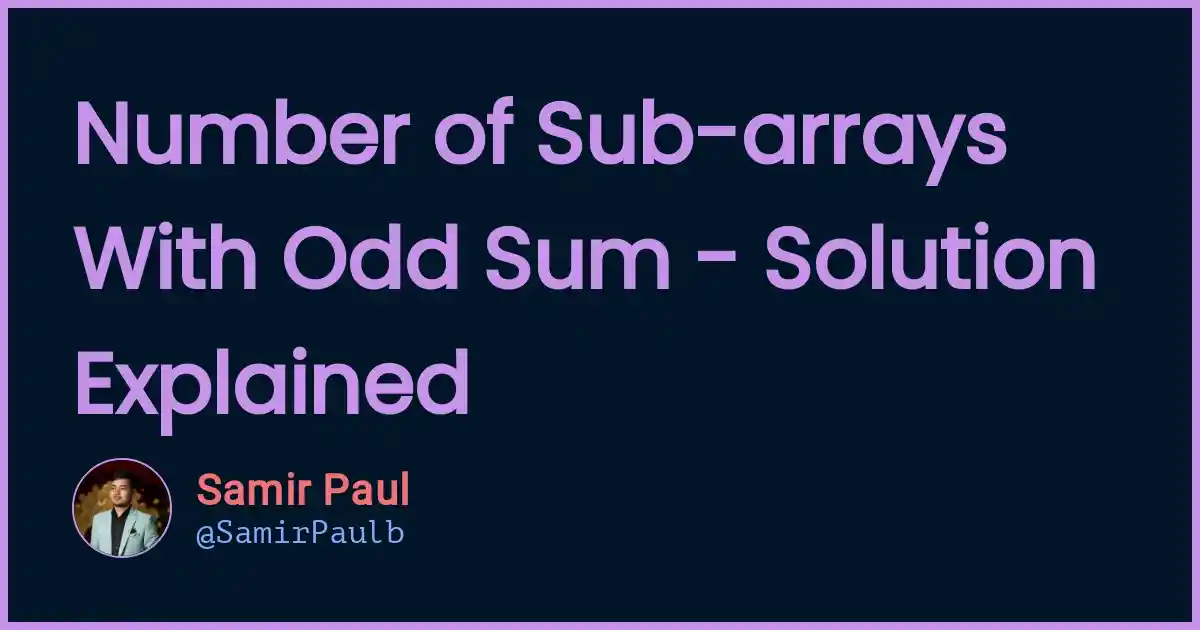 Number of Sub-arrays
With Odd Sum - Solution
Explained
Samir Paul
@SamirPaulb